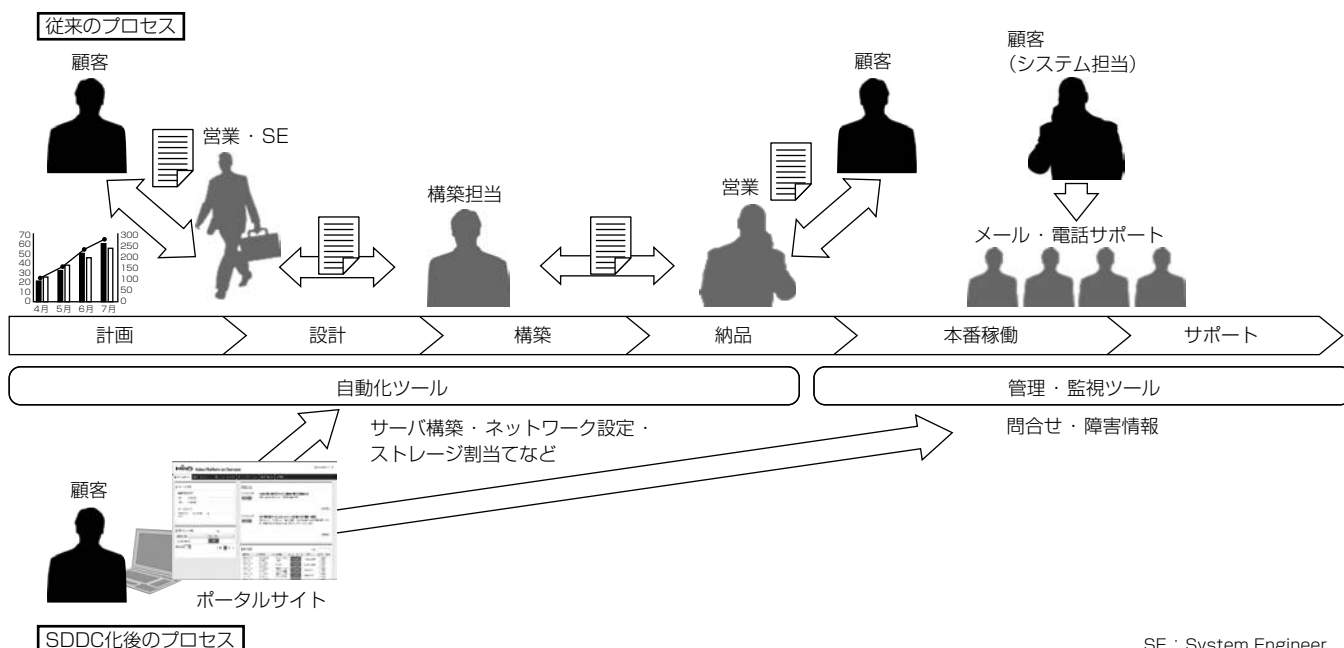 従来のプロセス
顧客
営業・SE
構築担当
営業
顧客
顧客
(システム担当)
メール・電話サポート
70
60
50
40
30
20
10
0
300
250
200
150
100
50
0
4月 5月 6月 7月
計画
設計
構築
納品
本番稼働
サポート
自動化ツール
管理・監視ツール
サーバ構築・ネットワーク設定・
ストレージ割当てなど
問合せ・障害情報
顧客
ポータルサイト
SDDC化後のプロセス
SE:System Engineer